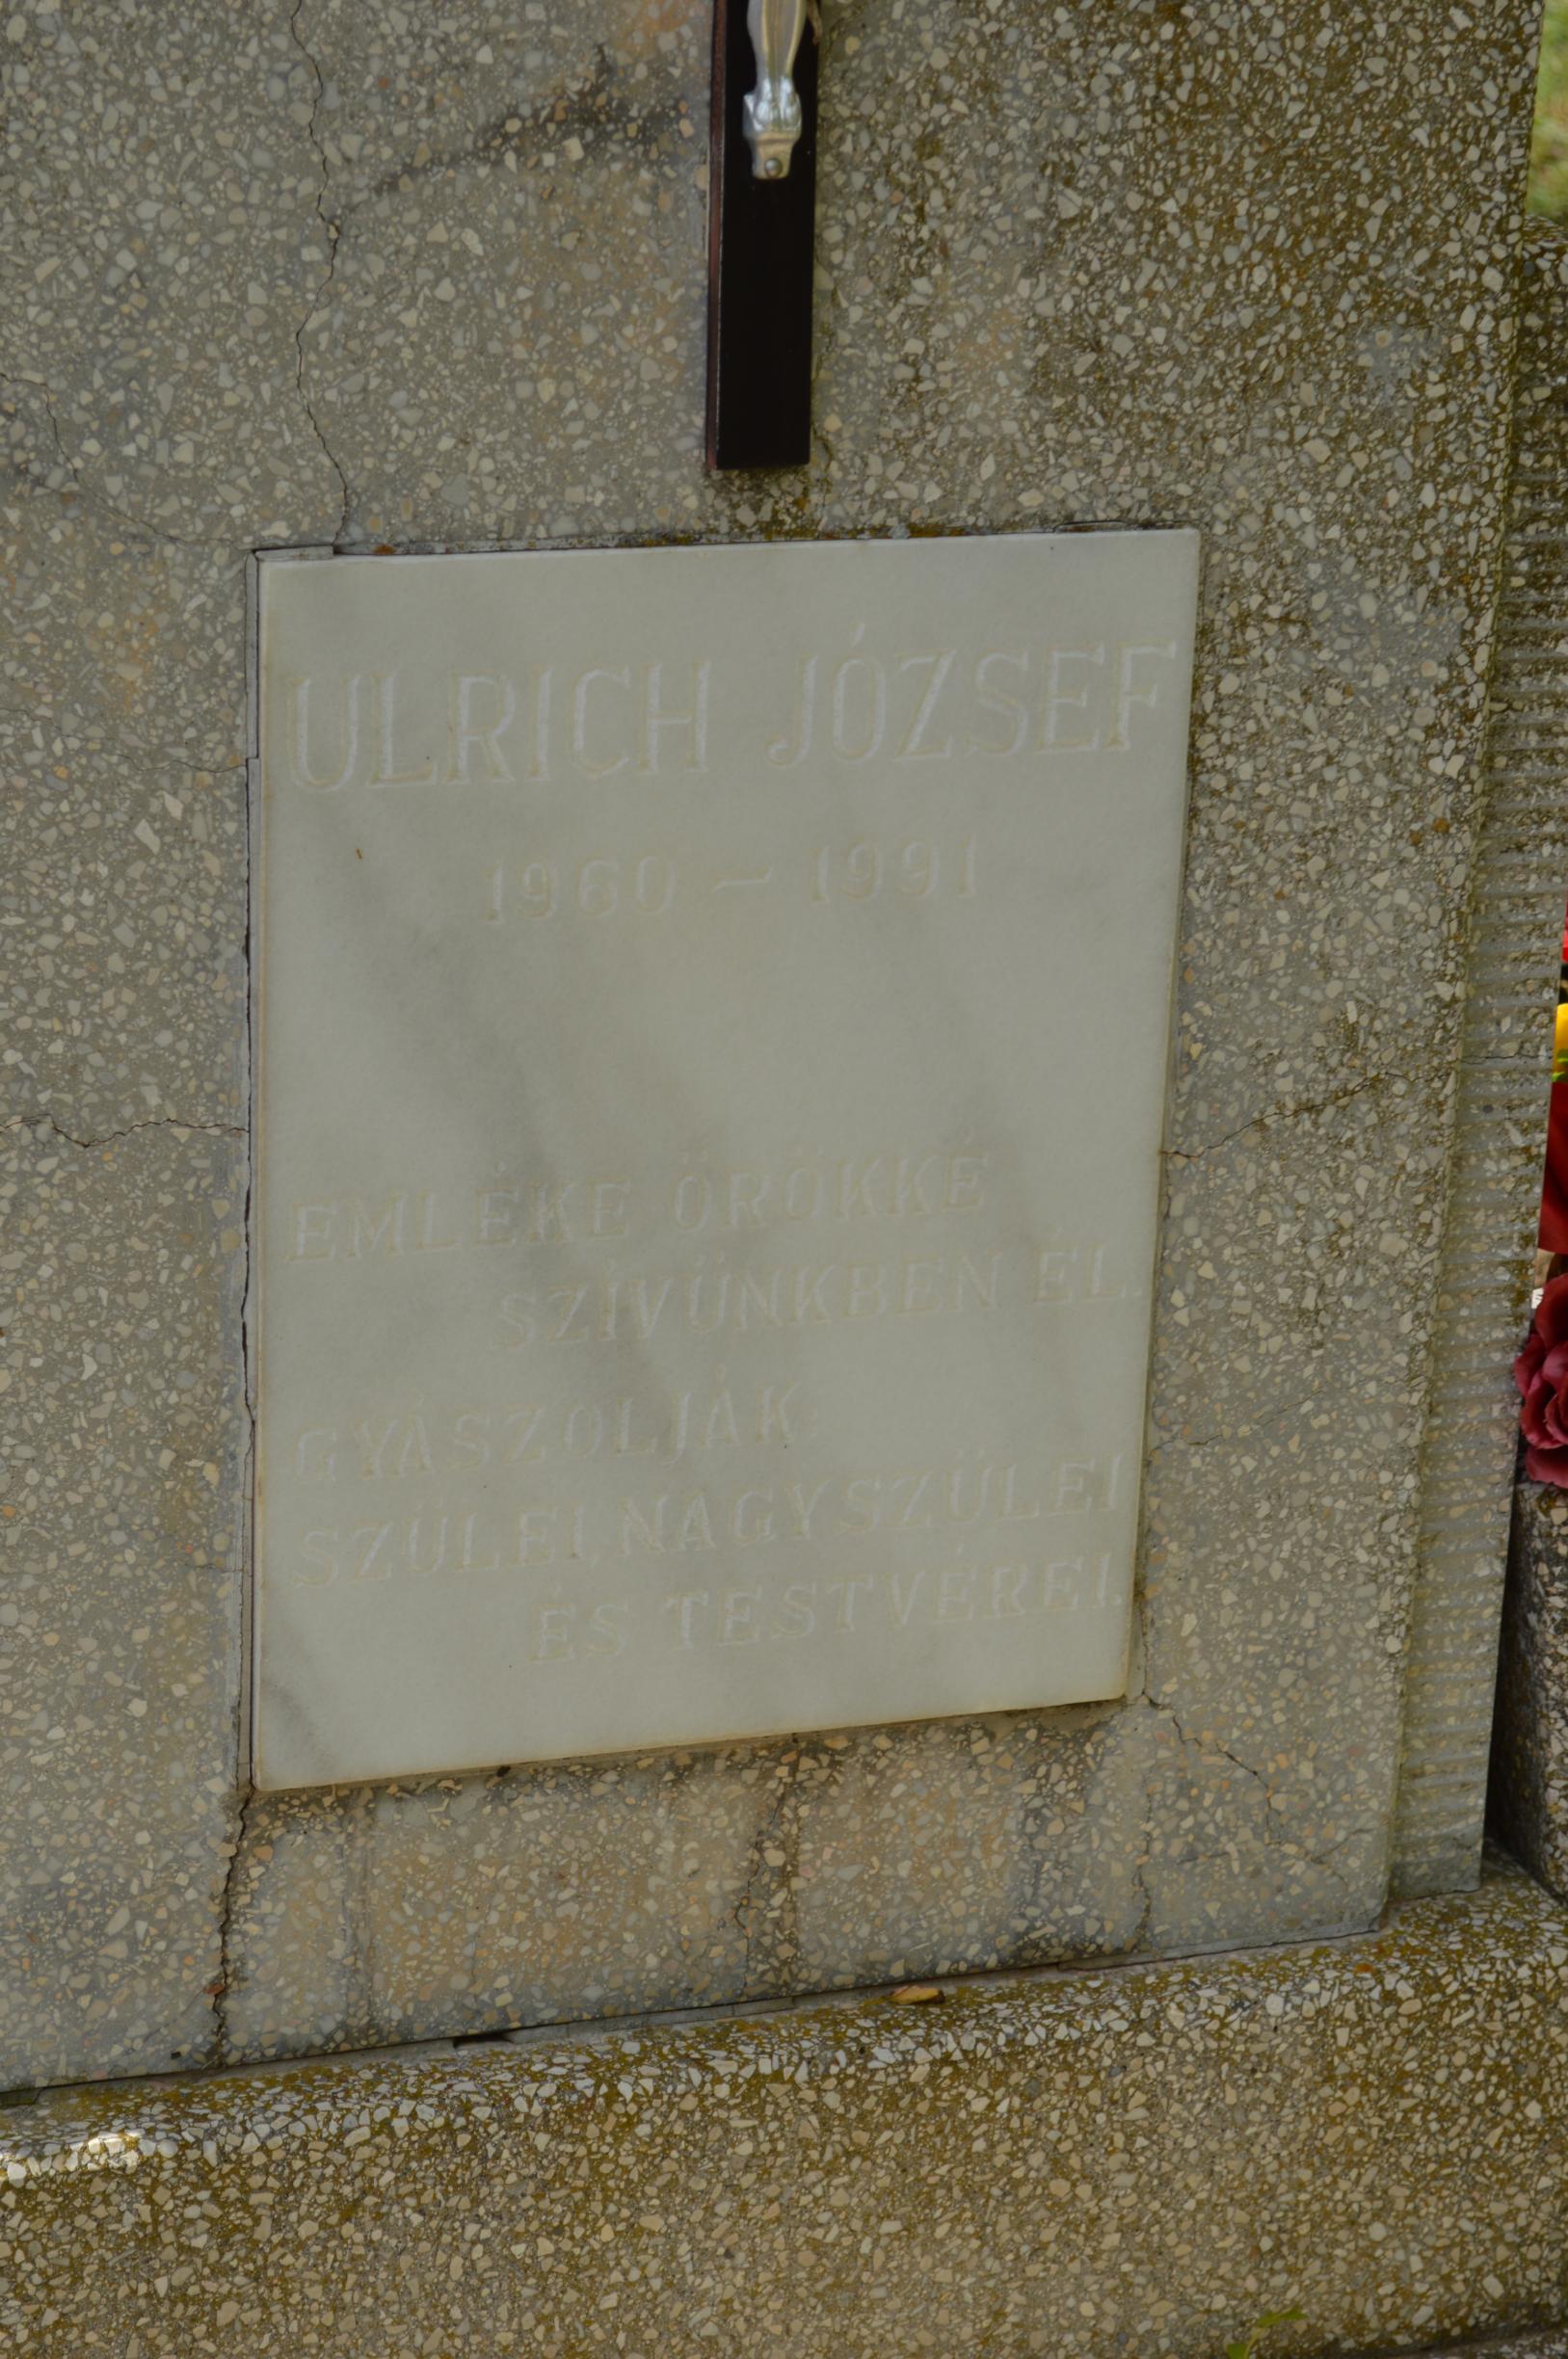 ULRICH JÓZSEF
1960 – 1991
EMLÉKE ÖRÖKKÉ
SZÍVÜNKBEN ÉL.
GYÁSZOLJÁK:
SZÜLEI, NAGYSZÜLEI
ÉS TESTVÉREI.